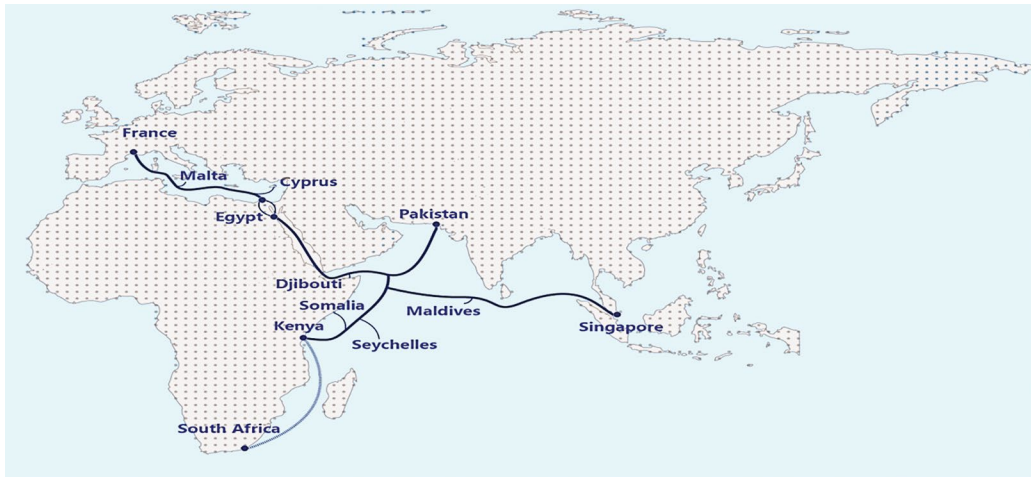 France
Malta
Cyprus
Egypt
Pakistan
Djibouti
Somalia
Maldives
Kenya
Singapore
Seychelles
South Africa